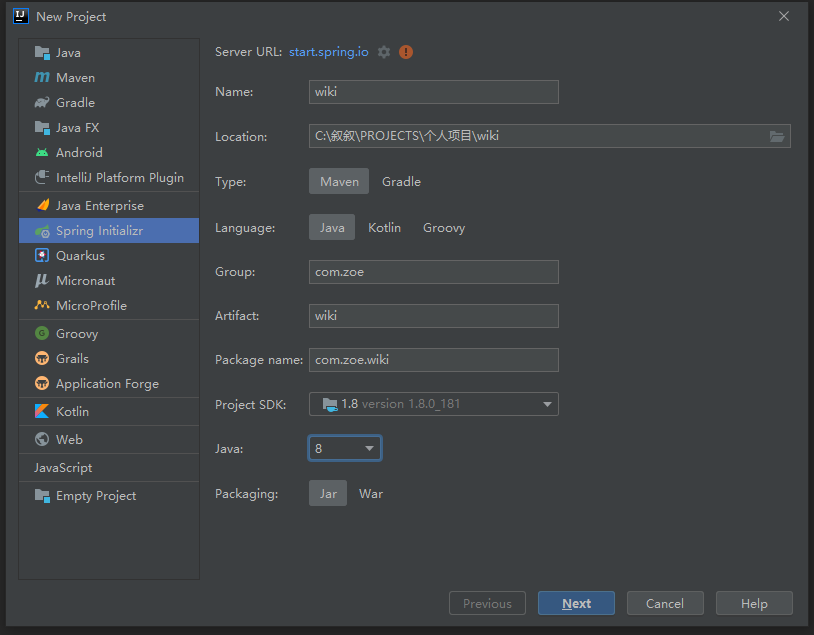 New Project
Java
Maven
Gradle
Java FX
Android
IntelliJ Platform Plugin
Java Enterprise
Spring Initializr
Quarkus
Micronaut
MicroProfile
Groovy
Grails
Application Forge
Kotlin
Web
JavaScript
Empty Project
Server URL: start.spring.io
Name: wiki
Location: C:\叙叙\PROJECTS\个人项目\wiki
Type: Maven Gradle
Language: Java Kotlin Groovy
Group: com.zoe
Artifact: wiki
Package name: com.zoe.wiki
Project SDK: 1.8 version 1.8.0_181
Java: 8
Packaging: Jar War
Previous Next Cancel Help